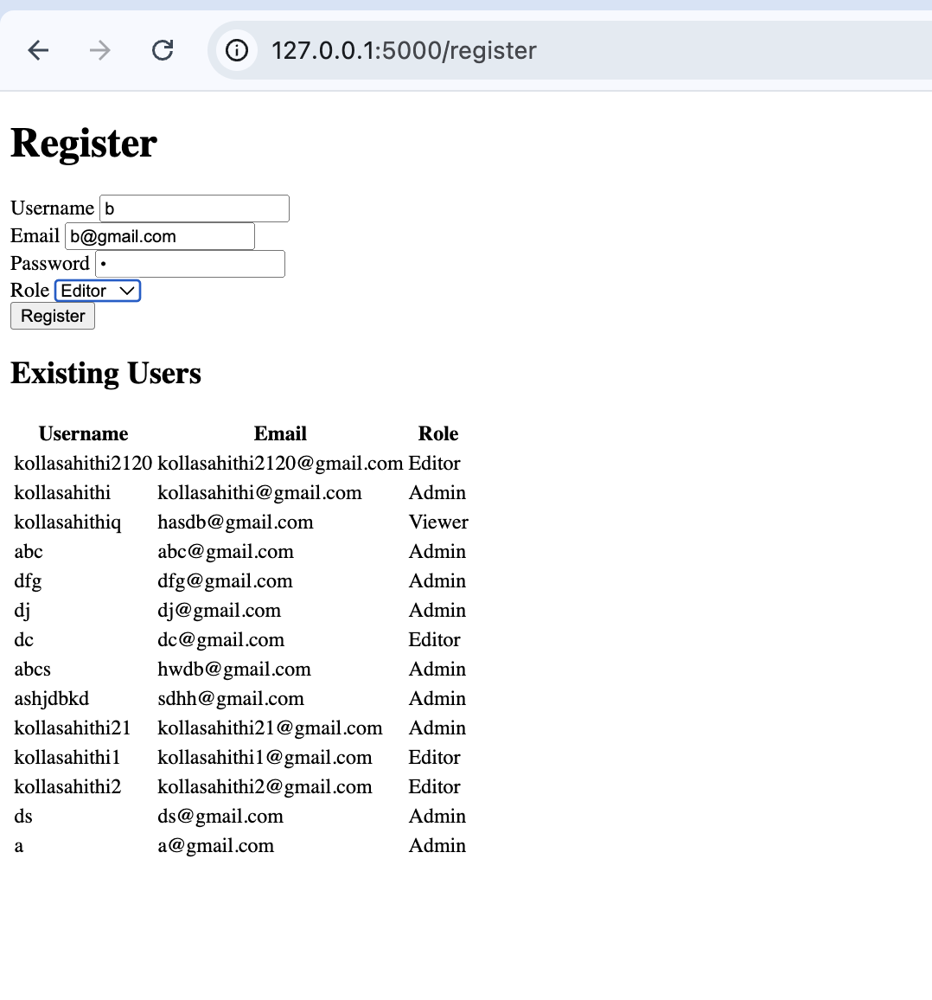 127.0.0.1:5000/register
Register
Username b
Email b@gmail.com
Password •
Role Editor
Register
Existing Users
Username Email Role
kollasahithi2120 kollasahithi2120@gmail.com Editor
kollasahithi kollasahithi@gmail.com Admin
kollasahithiq hasdb@gmail.com Viewer
abc abc@gmail.com Admin
dfg dfg@gmail.com Admin
dj dj@gmail.com Admin
dc dc@gmail.com Editor
abcs hwdb@gmail.com Admin
ashjdbkd sdhh@gmail.com Admin
kollasahithi21 kollasahithi21@gmail.com Admin
kollasahithi1 kollasahithi1@gmail.com Editor
kollasahithi2 kollasahithi2@gmail.com Editor
ds ds@gmail.com Admin
a a@gmail.com Admin